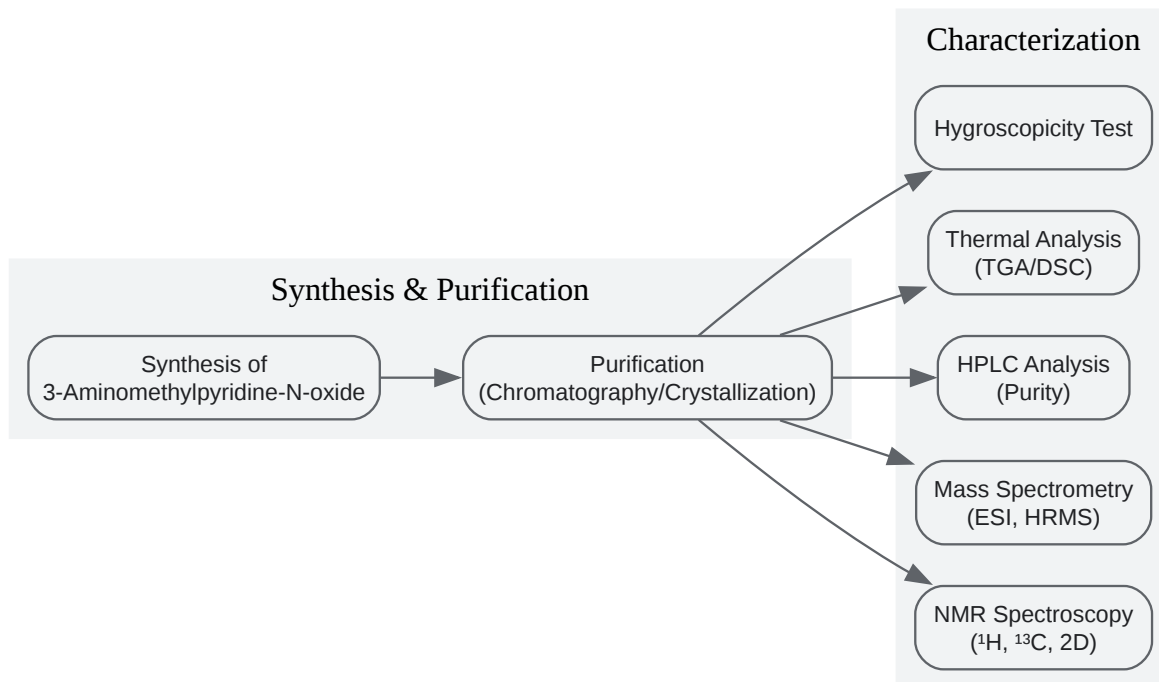 Characterization
Hygroscopicity Test
Thermal Analysis
(TGA/DSC)
Synthesis & Purification
Synthesis of
3-Aminomethylpyridine-N-oxide
Purification
(Chromatography/Crystallization)
HPLC Analysis
(Purity)
Mass Spectrometry
(ESI, HRMS)
NMR Spectroscopy
(¹H, ¹³C, 2D)